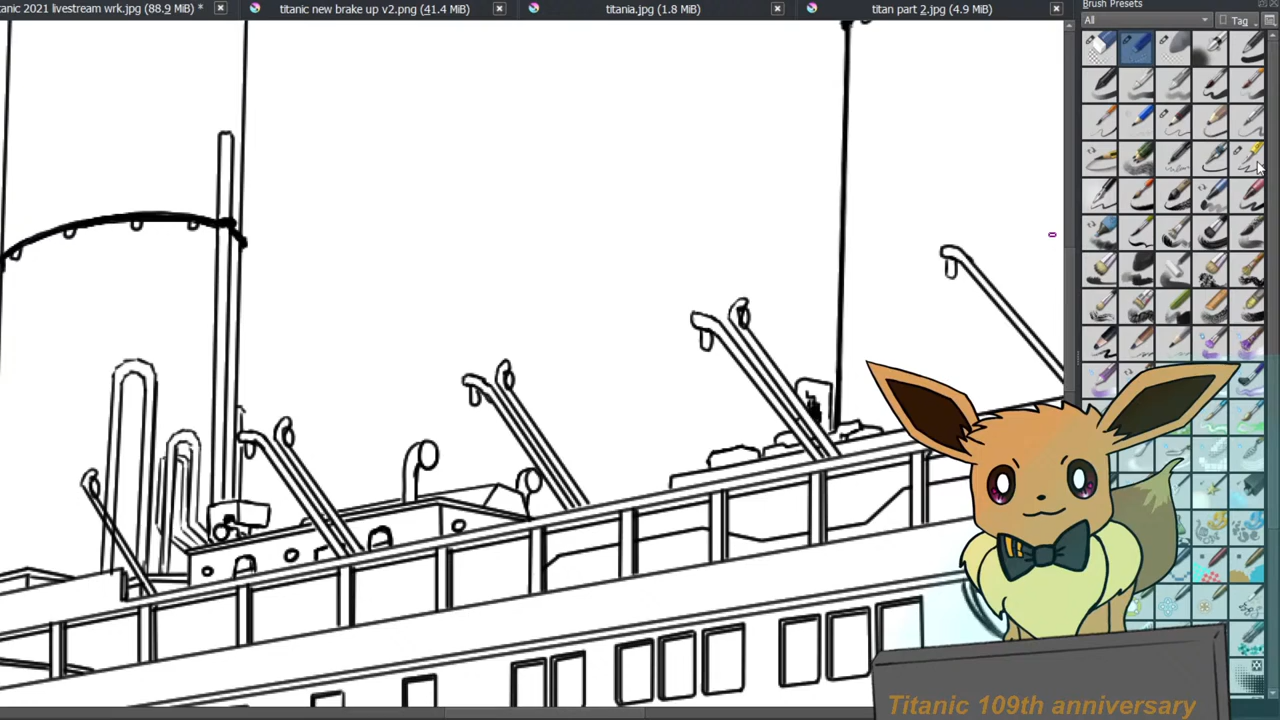 tanic 2021 livestream wrk.jpg (88.9 MiB) *
titanic new brake up v2.png (41.4 MiB)
titania.jpg (1.8 MiB)
titan part 2.jpg (4.9 MiB)
Brush Presets
All
Tag
Titanic 109th anniversary